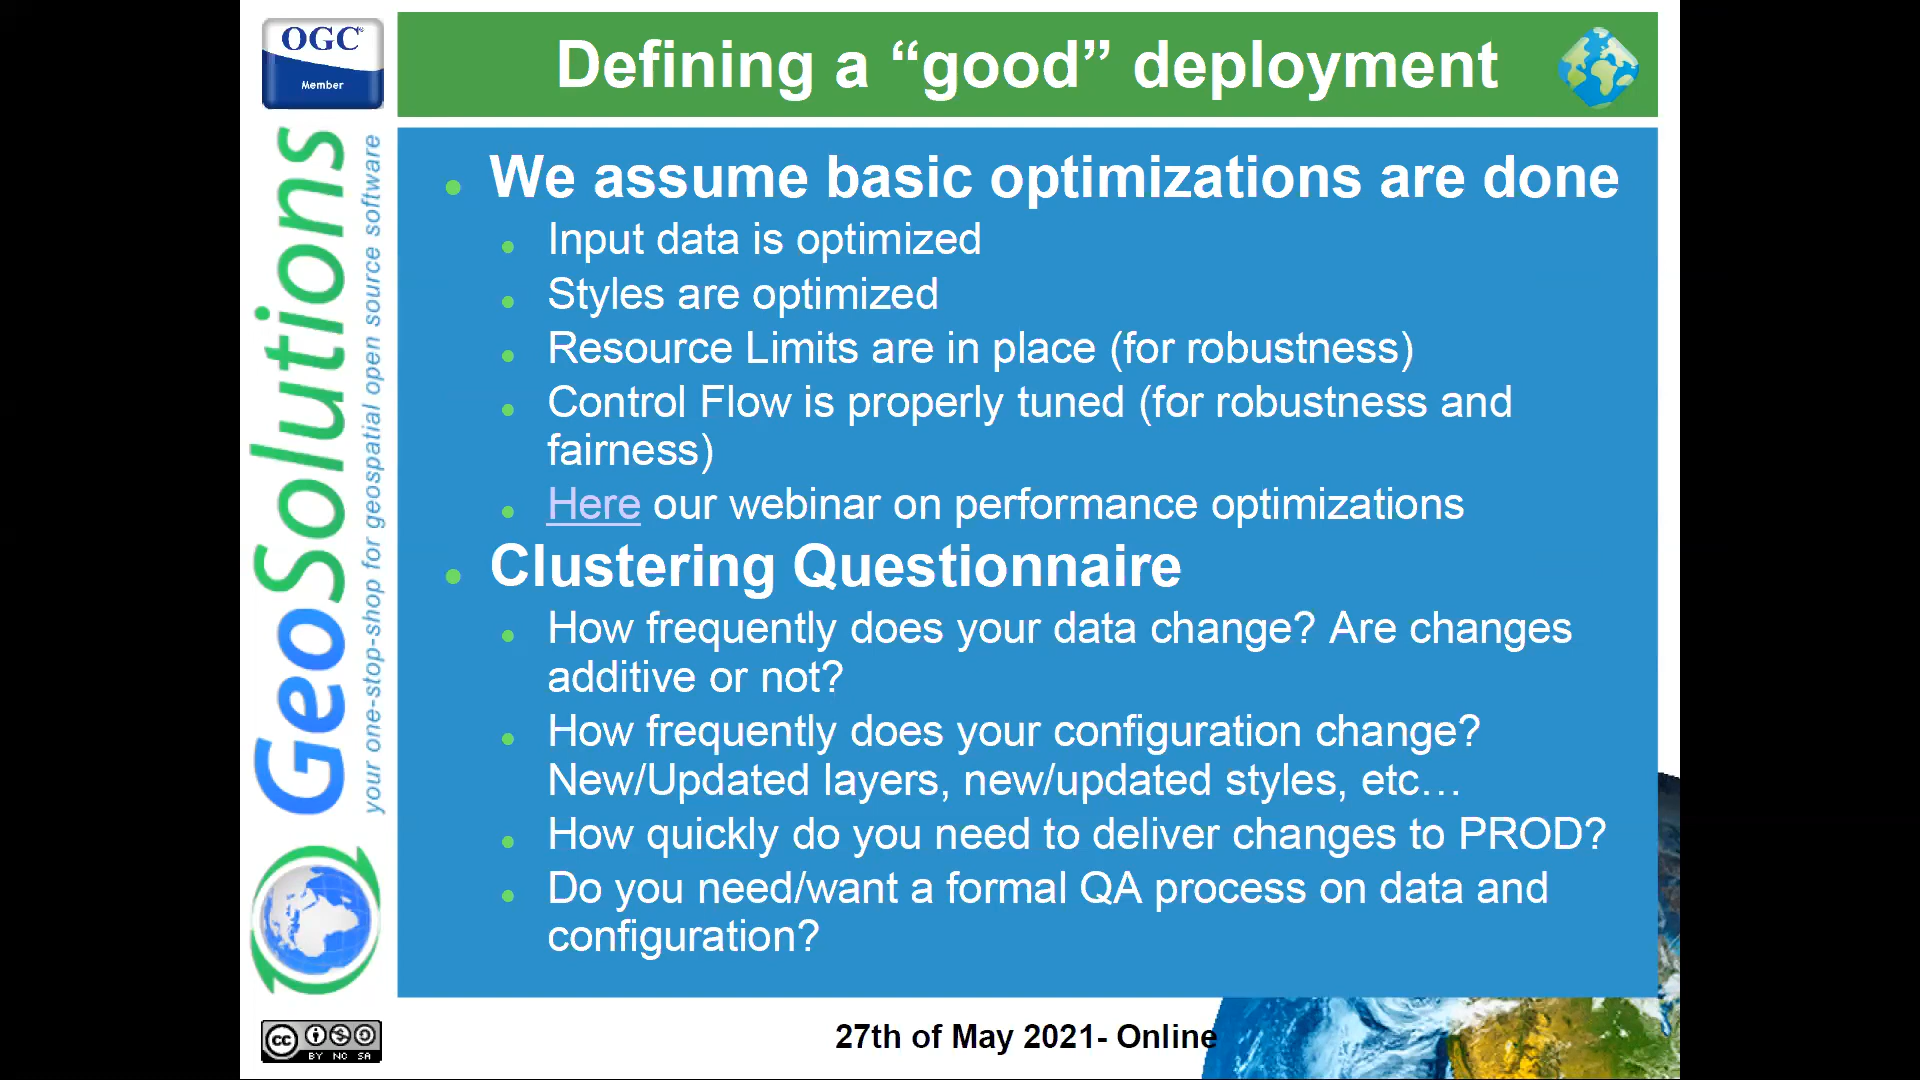 OGC®
Member
Defining a “good” deployment
GeoSolutions
your one-stop-shop for geospatial open source software
We assume basic optimizations are done
Input data is optimized
Styles are optimized
Resource Limits are in place (for robustness)
Control Flow is properly tuned (for robustness and
fairness)
Here our webinar on performance optimizations
Clustering Questionnaire
How frequently does your data change? Are changes
additive or not?
How frequently does your configuration change?
New/Updated layers, new/updated styles, etc…
How quickly do you need to deliver changes to PROD?
Do you need/want a formal QA process on data and
configuration?
cc
BY NC SA
27th of May 2021- Online